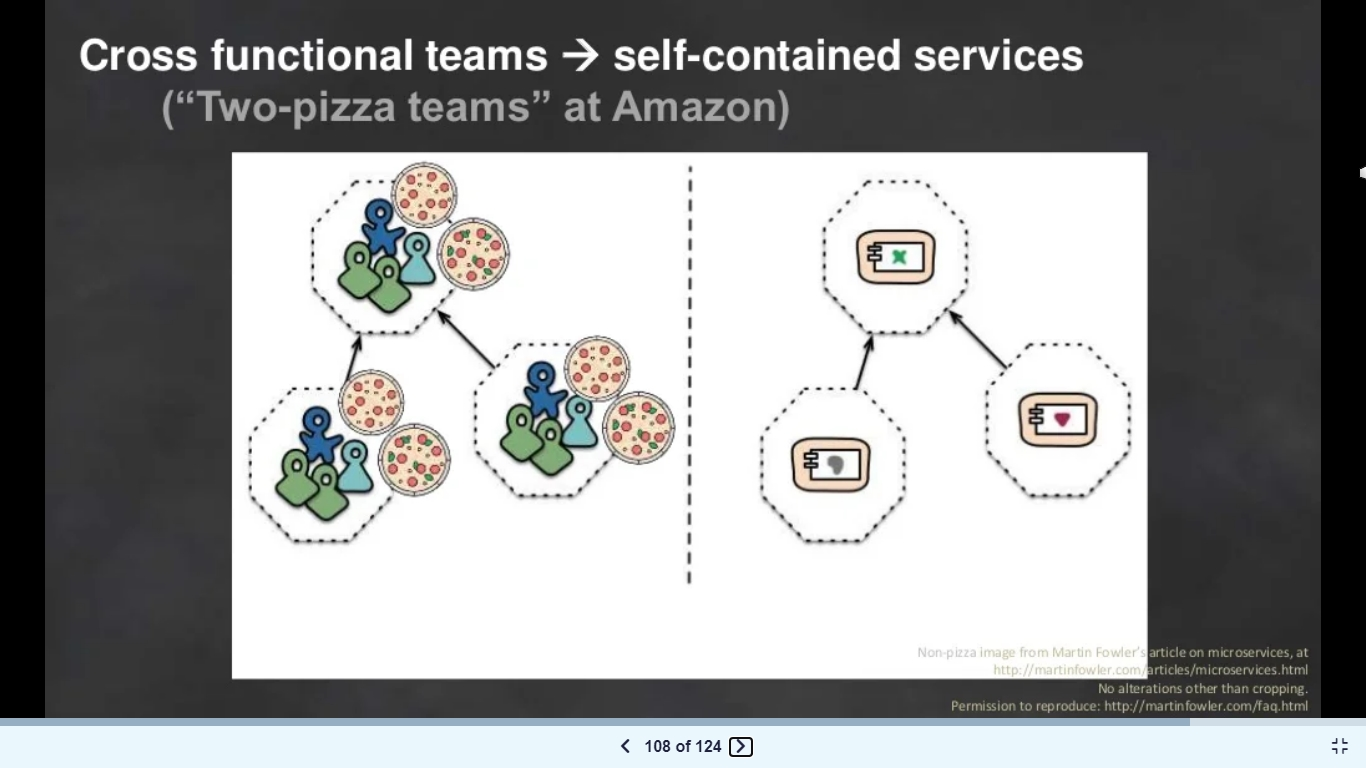 Cross functional teams → self-contained services
(“Two-pizza teams” at Amazon)
Non-pizza image from Martin Fowler’s article on microservices, at
http://martinfowler.com/articles/microservices.html
No alterations other than cropping.
Permission to reproduce: http://martinfowler.com/faq.html
108 of 124